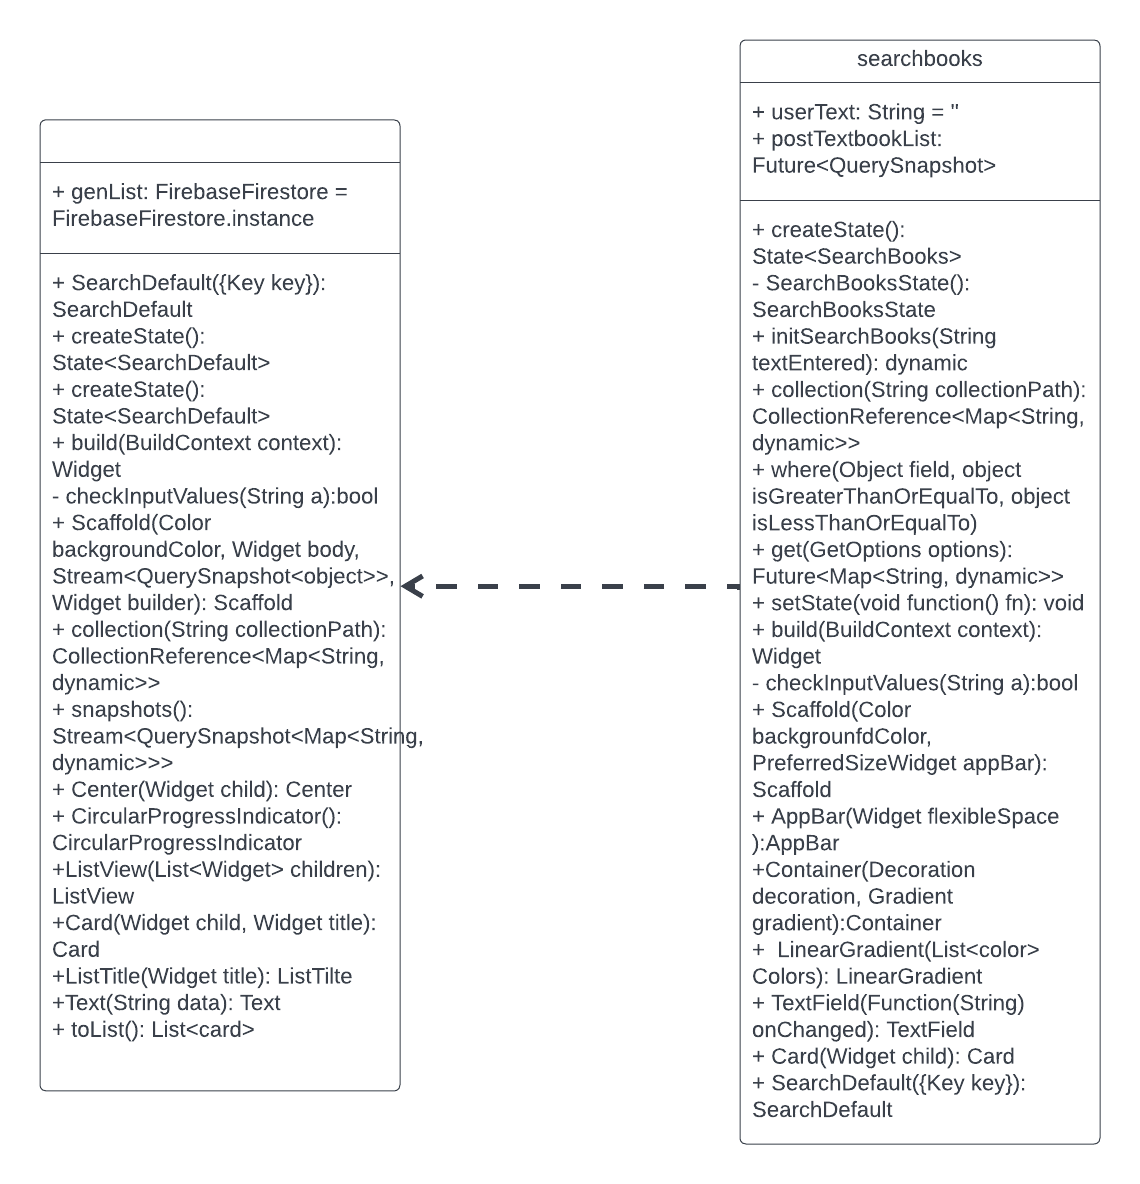 + genList: FirebaseFirestore =
FirebaseFirestore.instance
+ SearchDefault({Key key}):
SearchDefault
+ createState():
State<SearchDefault>
+ createState():
State<SearchDefault>
+ build(BuildContext context):
Widget
- checkInputValues(String a):bool
+ Scaffold(Color
backgroundColor, Widget body,
Stream<QuerySnapshot<object>>,
Widget builder): Scaffold
+ collection(String collectionPath):
CollectionReference<Map<String,
dynamic>>
+ snapshots():
Stream<QuerySnapshot<Map<String,
dynamic>>>
+ Center(Widget child): Center
+ CircularProgressIndicator():
CircularProgressIndicator
+ListView(List<Widget> children):
ListView
+Card(Widget child, Widget title):
Card
+ListTitle(Widget title): ListTilte
+Text(String data): Text
+ toList(): List<card>
searchbooks
+ userText: String = ''
+ postTextbookList:
Future<QuerySnapshot>
+ createState():
State<SearchBooks>
- SearchBooksState():
SearchBooksState
+ initSearchBooks(String
textEntered): dynamic
+ collection(String collectionPath):
CollectionReference<Map<String,
dynamic>>
+ where(Object field, object
isGreaterThanOrEqualTo, object
isLessThanOrEqualTo)
+ get(GetOptions options):
Future<Map<String, dynamic>>
+ setState(void function() fn): void
+ build(BuildContext context):
Widget
- checkInputValues(String a):bool
+ Scaffold(Color
backgrounfdColor,
PreferredSizeWidget appBar):
Scaffold
+ AppBar(Widget flexibleSpace
):AppBar
+Container(Decoration
decoration, Gradient
gradient):Container
+  LinearGradient(List<color>
Colors): LinearGradient
+ TextField(Function(String)
onChanged): TextField
+ Card(Widget child): Card
+ SearchDefault({Key key}):
SearchDefault